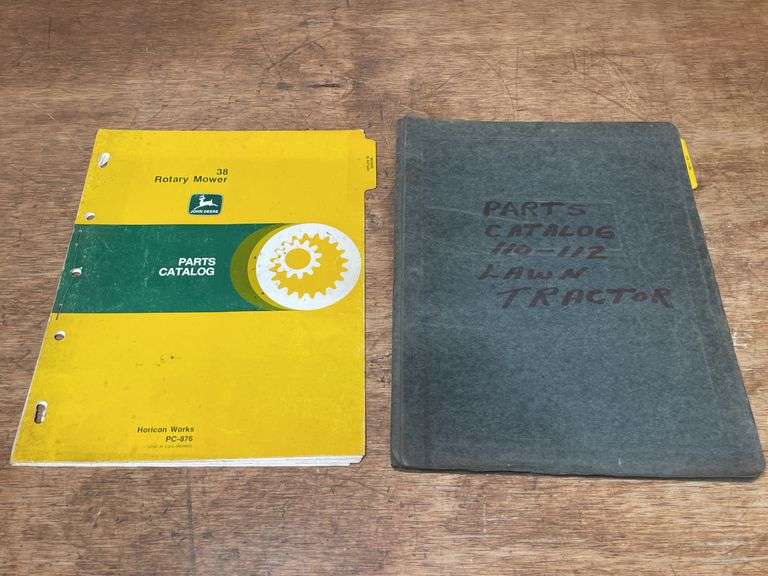 38
Rotary Mower
JOHN DEERE
PARTS
CATALOG
Horicon Works
PC-876
PARTS
CATALOG
110-112
LAWN
TRACTOR